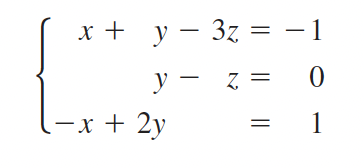 x + y − 3z = −1
y − z = 0
−x + 2y = 1